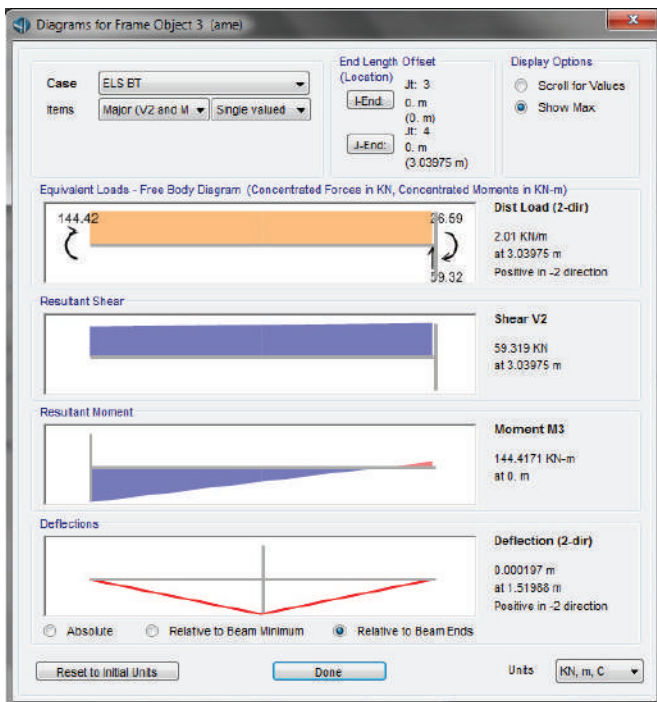 Diagrams for Frame Object 3 (ame)
Case ELS BT
Items Major (V2 and M Single valued
End Length Offset
(Location)
Jt: 3
I-End: 0. m
(0. m)
Jt: 4
J-End: 0. m
(3.03975 m)
Display Options
Scroll for Values
Show Max
Equivalent Loads - Free Body Diagram (Concentrated Forces in KN, Concentrated Moments in KN-m)
144.42
26.59
59.32
Dist Load (2-dir)
2.01 KN/m
at 3.03975 m
Positive in -2 direction
Resultant Shear
Shear V2
59.319 KN
at 3.03975 m
Resultant Moment
Moment M3
144.4171 KN-m
at 0. m
Deflections
Deflection (2-dir)
0.000197 m
at 1.51988 m
Positive in -2 direction
Absolute Relative to Beam Minimum Relative to Beam Ends
Reset to Initial Units Done Units KN, m, C